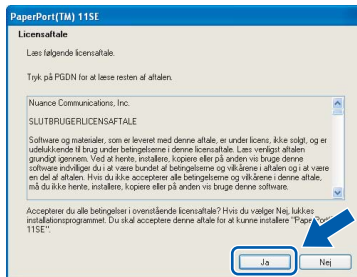 PaperPort(TM) 11SE
Licensaftale
Læs følgende licensaftale.
Tryk på PGDN for at læse resten af aftalen.
Nuance Communications, Inc.
SLUTBRUGERLICENSAFTALE
Software og materialer, som er leveret med denne aftale, er under licens, ikke solgt, og er
udelukkende til brug under betingelserne i denne licensaftale. Læs venligst aftalen
grundigt igennem. Ved at hente, installere, kopiere eller på anden vis bruge denne
software indvilliger du i at være bundet af betingelserne og vilkårene i aftalen og i at være
en del af aftalen. Hvis du ikke accepterer alle betingelser og vilkårene i denne aftale,
må du ikke hente, installere, kopiere eller på anden vis bruge denne software.
Accepterer du alle betingelser i ovenstående licensaftale? Hvis du vælger Nej, lukkes
installationsprogrammet. Du skal acceptere denne aftale for at kunne installere "PaperPort
11SE".
Ja
Nej